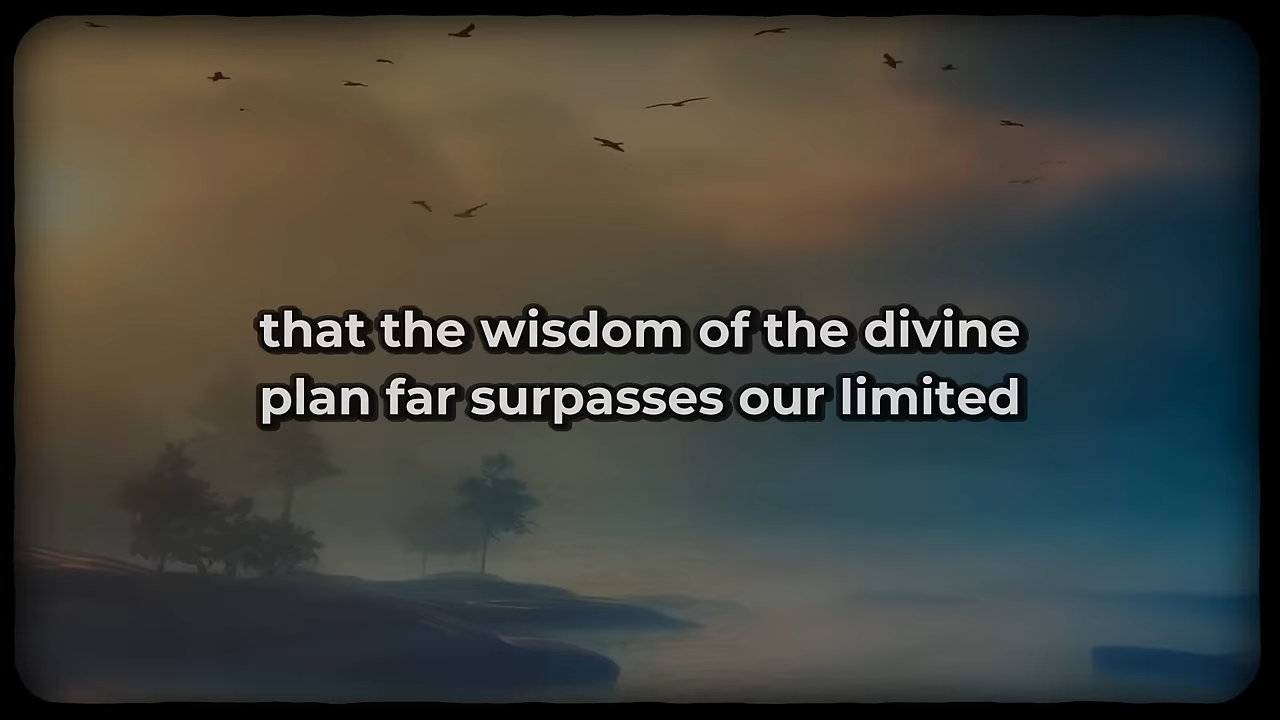 that the wisdom of the divine
plan far surpasses our limited